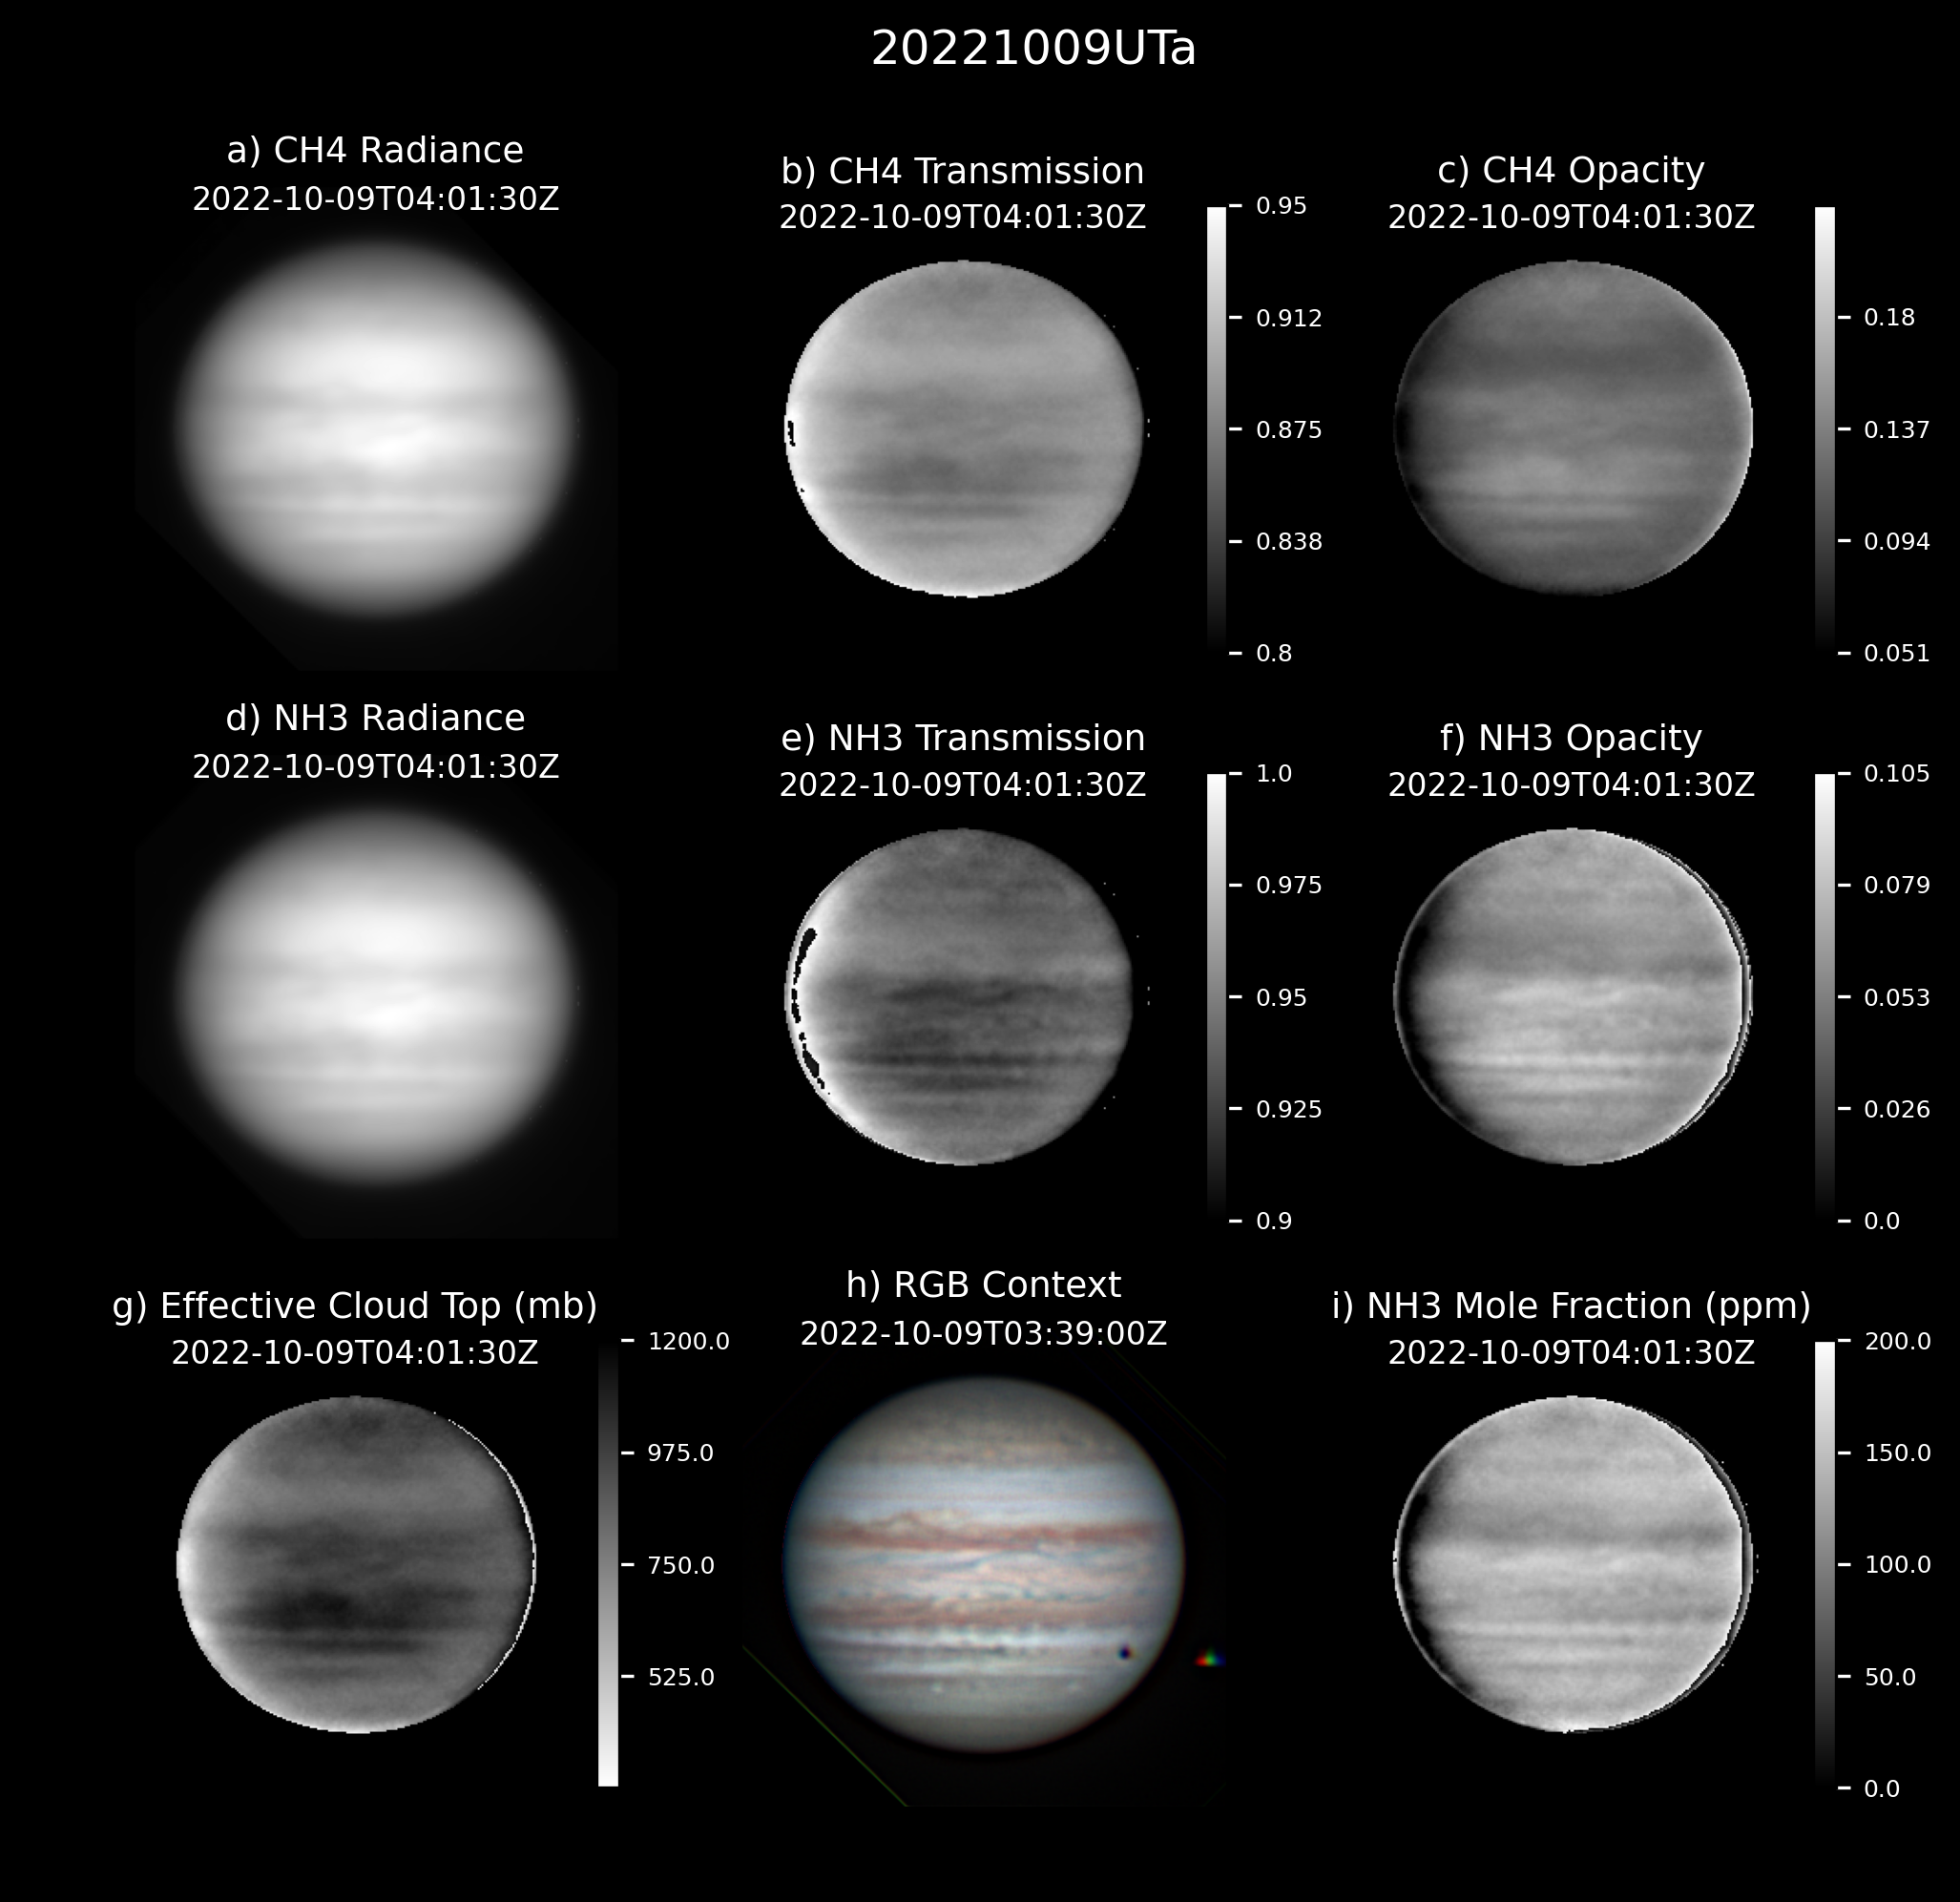 20221009UTa
a) CH4 Radiance
2022-10-09T04:01:30Z
b) CH4 Transmission
2022-10-09T04:01:30Z
0.95
0.912
0.875
0.838
0.8
c) CH4 Opacity
2022-10-09T04:01:30Z
0.18
0.137
0.094
0.051
d) NH3 Radiance
2022-10-09T04:01:30Z
e) NH3 Transmission
2022-10-09T04:01:30Z
1.0
0.975
0.95
0.925
0.9
f) NH3 Opacity
2022-10-09T04:01:30Z
0.105
0.079
0.053
0.026
0.0
g) Effective Cloud Top (mb)
2022-10-09T04:01:30Z
1200.0
975.0
750.0
525.0
h) RGB Context
2022-10-09T03:39:00Z
i) NH3 Mole Fraction (ppm)
2022-10-09T04:01:30Z
200.0
150.0
100.0
50.0
0.0